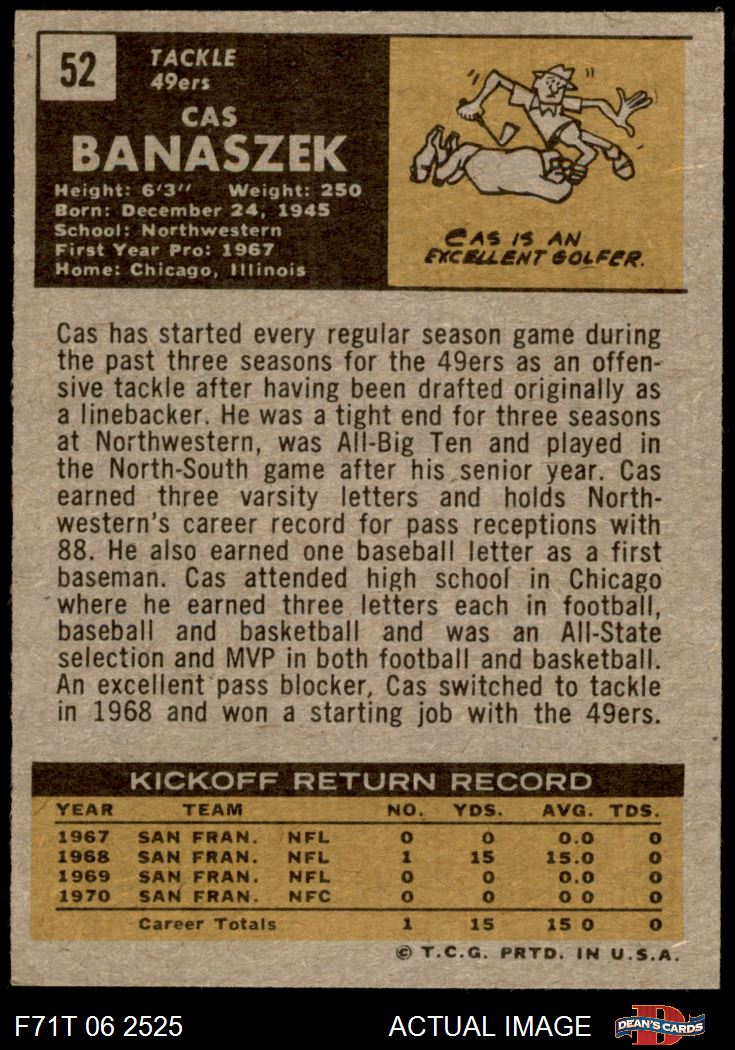 52
TACKLE
49ers
CAS
BANASZEK
Height: 6'3" Weight: 250
Born: December 24, 1945
School: Northwestern
First Year Pro: 1967
Home: Chicago, Illinois
CAS IS AN
EXCELLENT GOLFER.
Cas has started every regular season game during
the past three seasons for the 49ers as an offen-
sive tackle after having been drafted originally as
a linebacker. He was a tight end for three seasons
at Northwestern, was All-Big Ten and played in
the North-South game after his senior year. Cas
earned three varsity letters and holds North-
western's career record for pass receptions with
88. He also earned one baseball letter as a first
baseman. Cas attended high school in Chicago
where he earned three letters each in football,
baseball and basketball and was an All-State
selection and MVP in both football and basketball.
An excellent pass blocker, Cas switched to tackle
in 1968 and won a starting job with the 49ers.
KICKOFF RETURN RECORD
YEAR TEAM NO. YDS. AVG. TDS.
1967 SAN FRAN. NFL 0 0 0.0 0
1968 SAN FRAN. NFL 1 15 15.0 0
1969 SAN FRAN. NFL 0 0 0.0 0
1970 SAN FRAN. NFC 0 0 0 0 0
Career Totals 1 15 15 0 0
© T.C.G. PRTD. IN U.S.A.
F71T 06 2525 ACTUAL IMAGE D DEAN'S CARDS